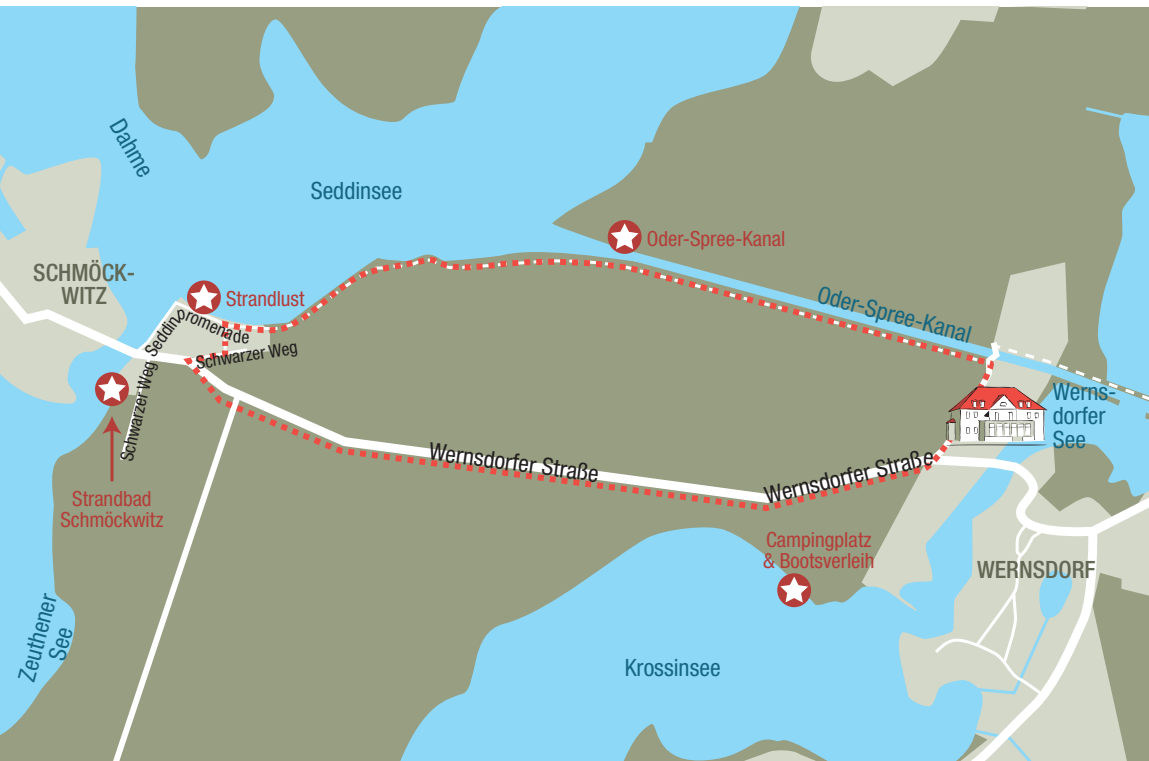 Dahme
Seddinsee
Oder-Spree-Kanal
SCHMÖCK-
WITZ
Strandlust
Oder-Spree-Kanal
Seddinpromenade
Schwarzer Weg
Schwarzer Weg
Werns-
dorfer
See
Wernsdorfer Straße
Wernsdorfer Straße
Strandbad
Schmöckwitz
Campingplatz
& Bootsverleih
WERNSDORF
Zeuthener
See
Krossinsee